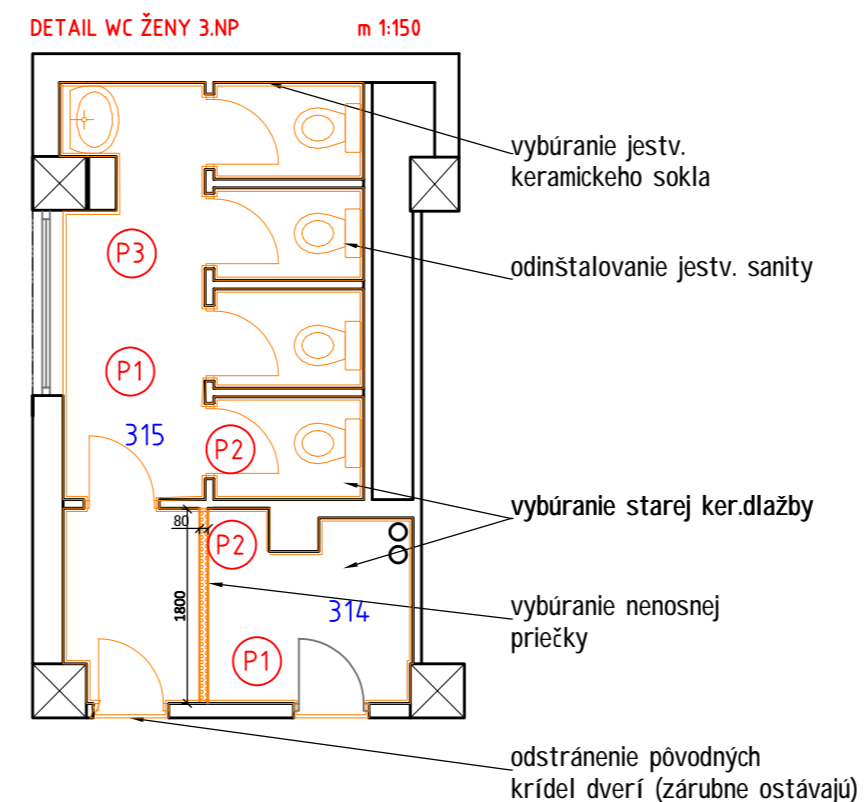 DETAIL WC ŽENY 3.NP m 1:150
vybúranie jestv.
keramickeho sokla
P3
odinštalovanie jestv. sanity
P1
315
P2
vybúranie starej ker.dlažby
80
P2
1800
314
vybúranie nenosnej
priečky
P1
odstránenie pôvodných
krídel dverí (zárubne ostávajú)